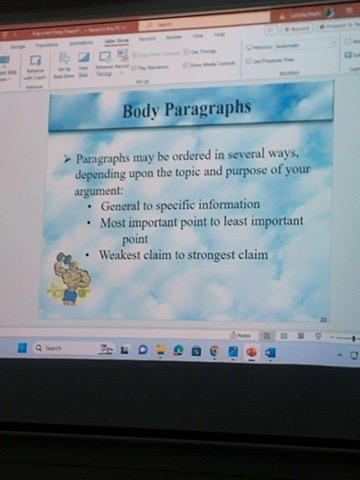 Search
Design Transitions Animations Slide Show Record Review View Help
Record
Rehearse with Coach
Set Up Slide Show
Hide Slide
Rehearse Timings
Record
Play Narrations
Use Timings
Show Media Controls
Set Up
Monitor: Automatic
Use Presenter View
Monitors
Body Paragraphs
➤ Paragraphs may be ordered in several ways,
depending upon the topic and purpose of your
argument:
• General to specific information
• Most important point to least important
point
• Weakest claim to strongest claim
20
Notes
Search